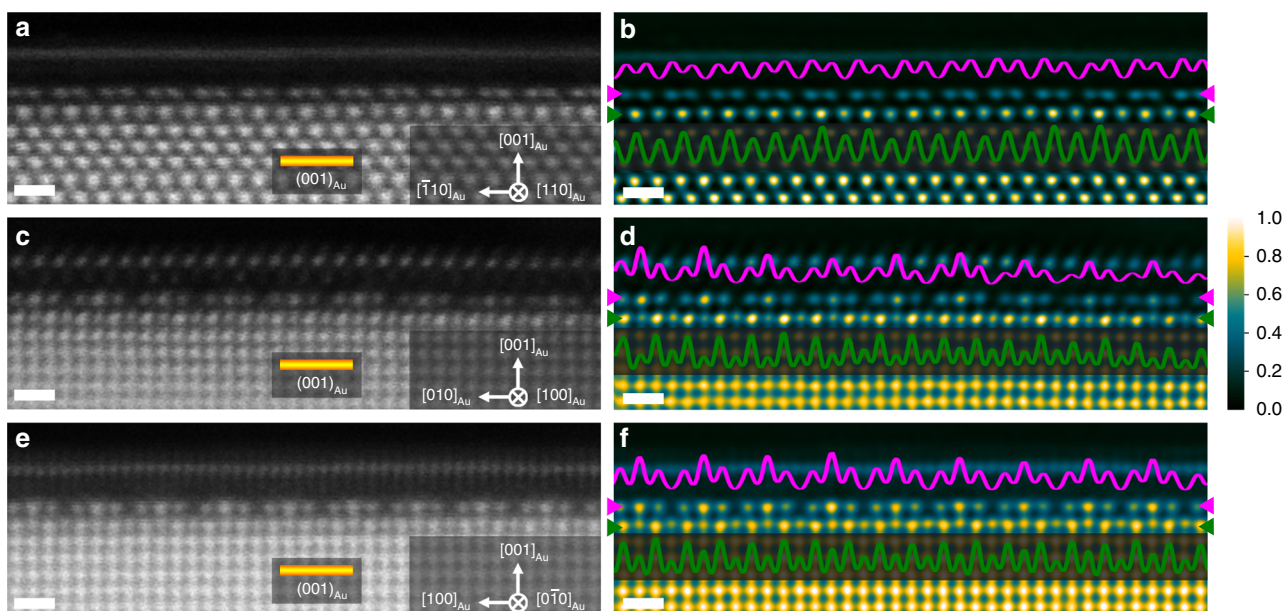 a
[001]Au
(001)Au
[1̄10]Au
[110]Au
b
c
[001]Au
(001)Au
[010]Au
[100]Au
d
1.0
0.8
0.6
0.4
0.2
0.0
e
[001]Au
(001)Au
[100]Au
[01̄0]Au
f